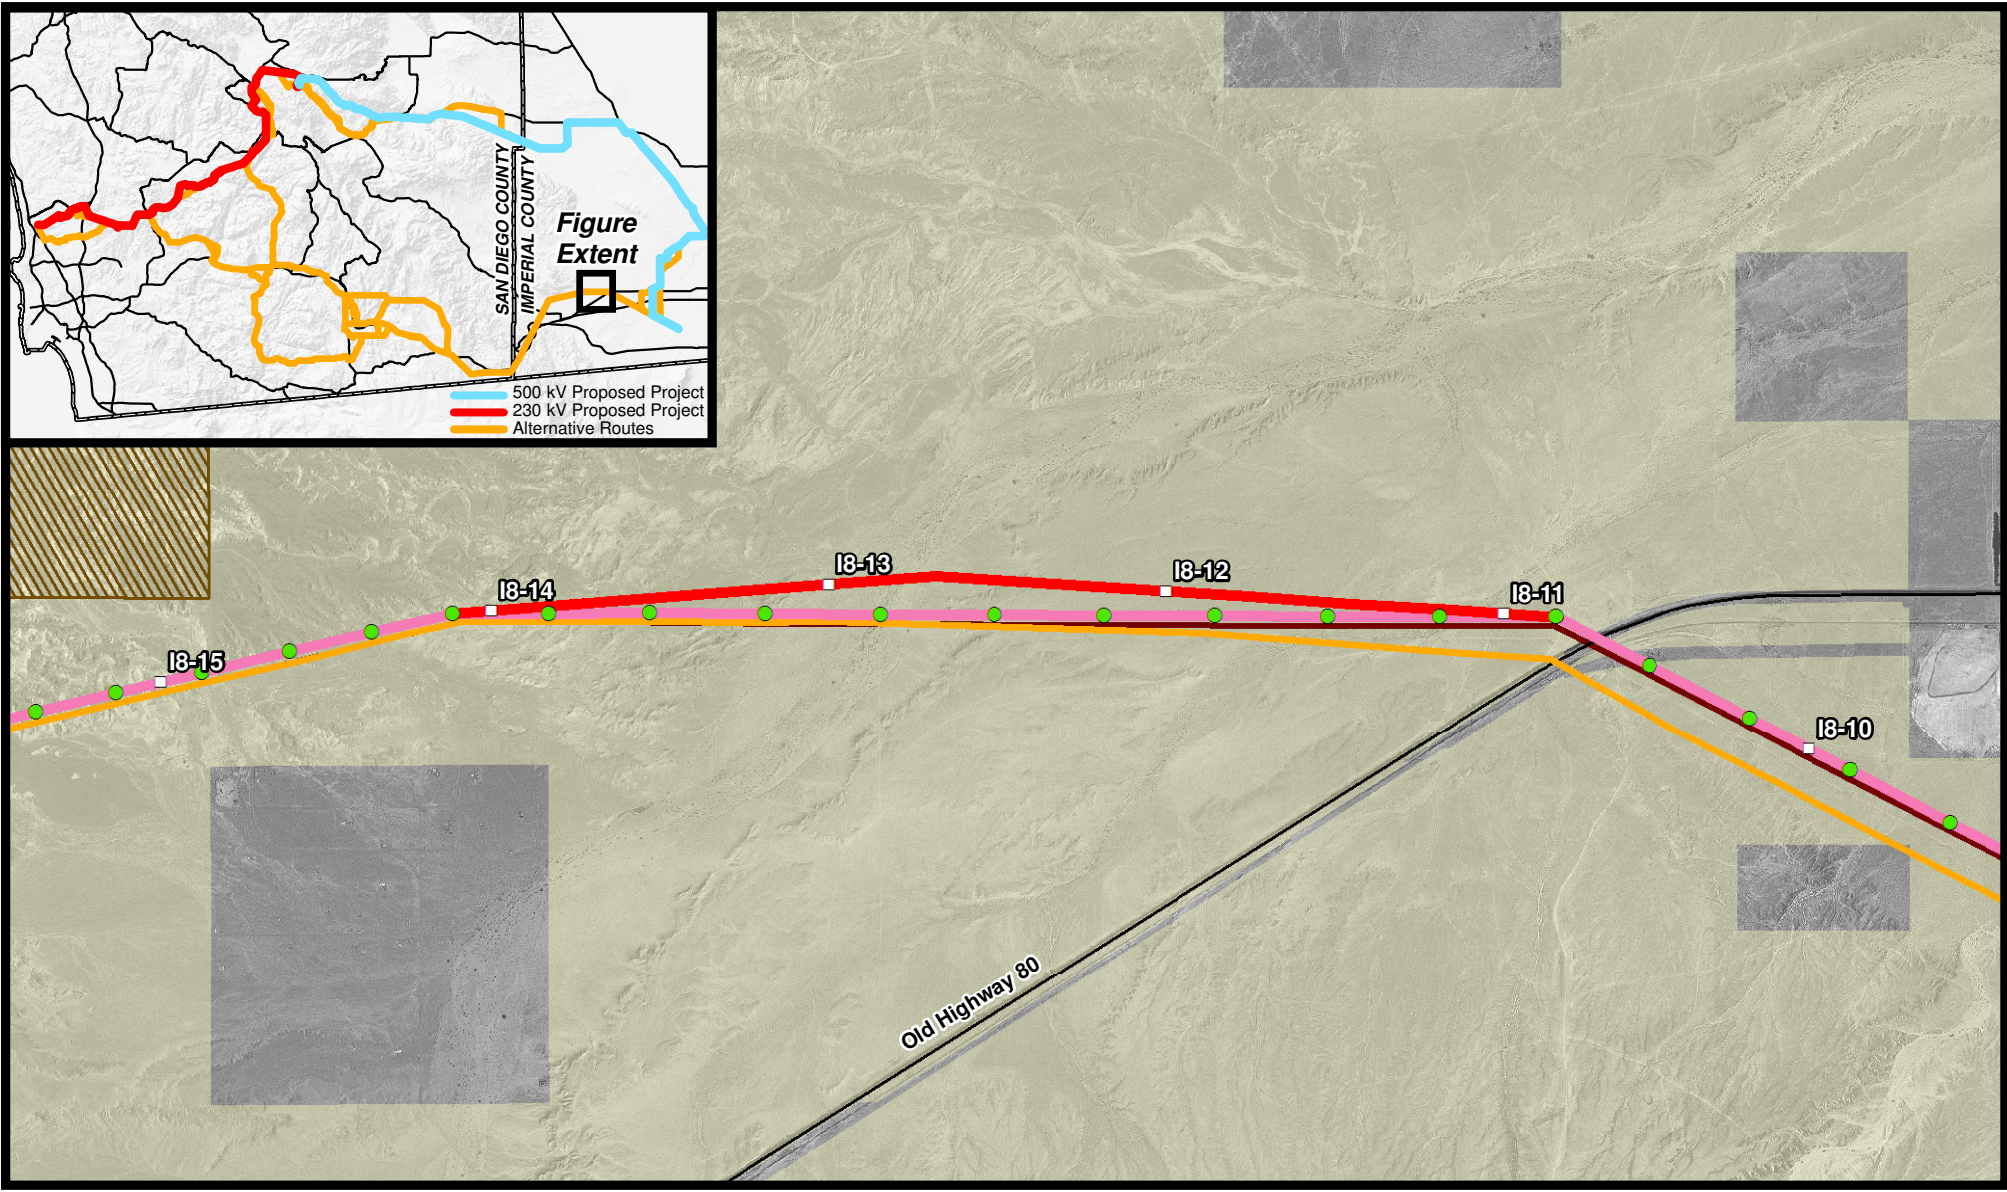 SAN DIEGO COUNTY
IMPERIAL COUNTY
Figure
Extent
500 kV Proposed Project
230 kV Proposed Project
Alternative Routes
I8-13
I8-12
I8-14
I8-11
I8-15
I8-10
Old Highway 80